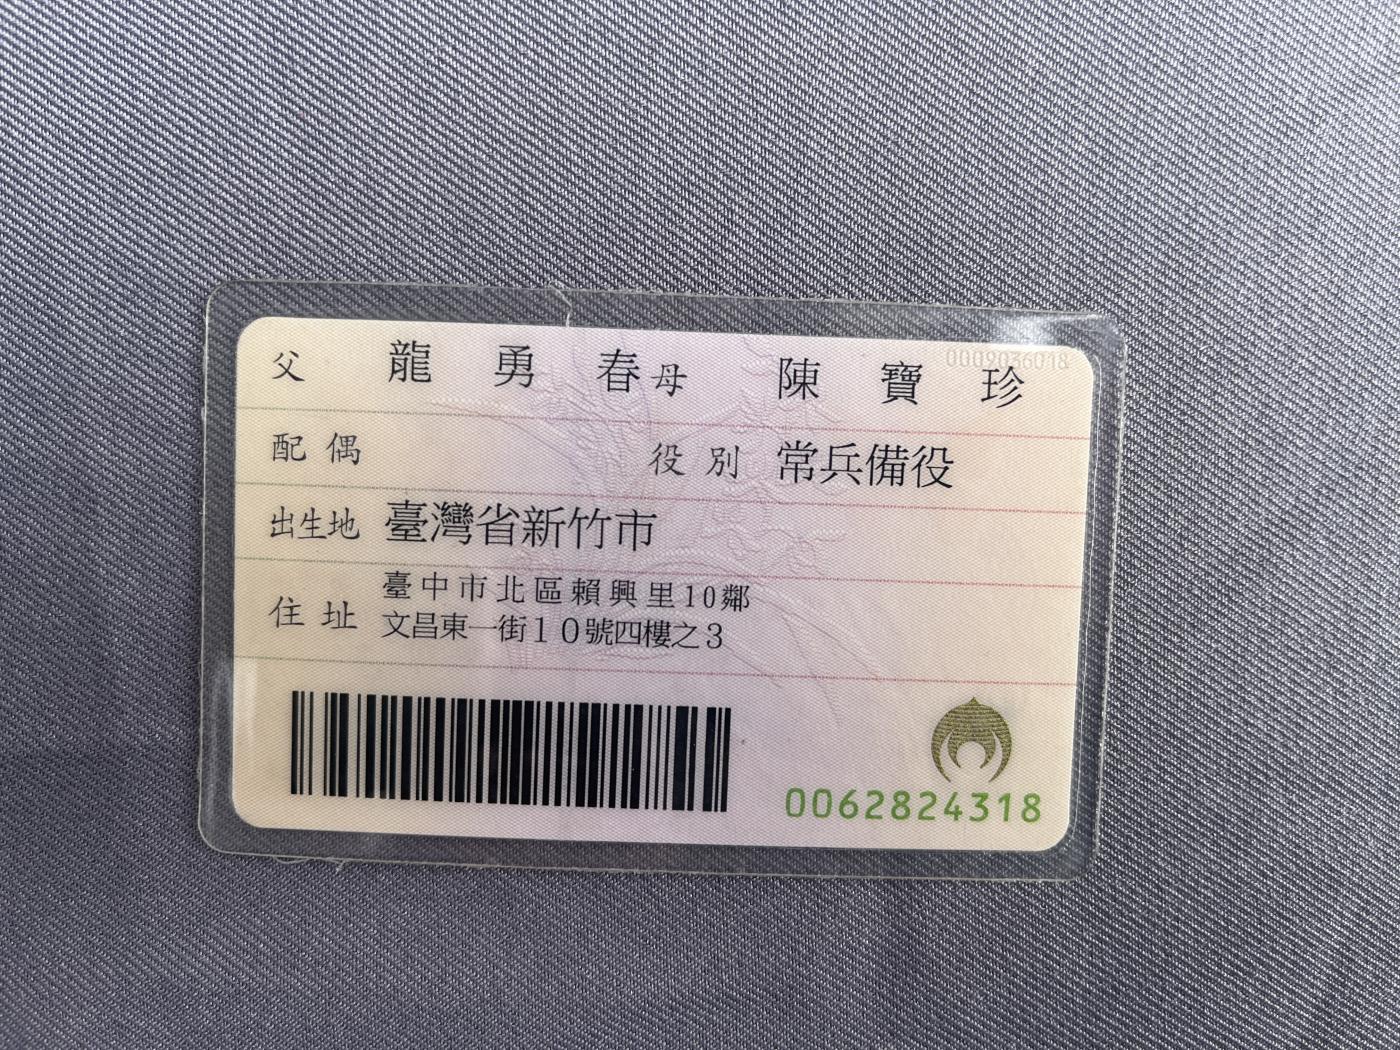 0009036018
父 龍勇春 母 陳寶珍
配偶 役別 常兵備役
出生地 臺灣省新竹市
住址 臺中市北區賴興里10鄰
文昌東一街10號四樓之3
0062824318